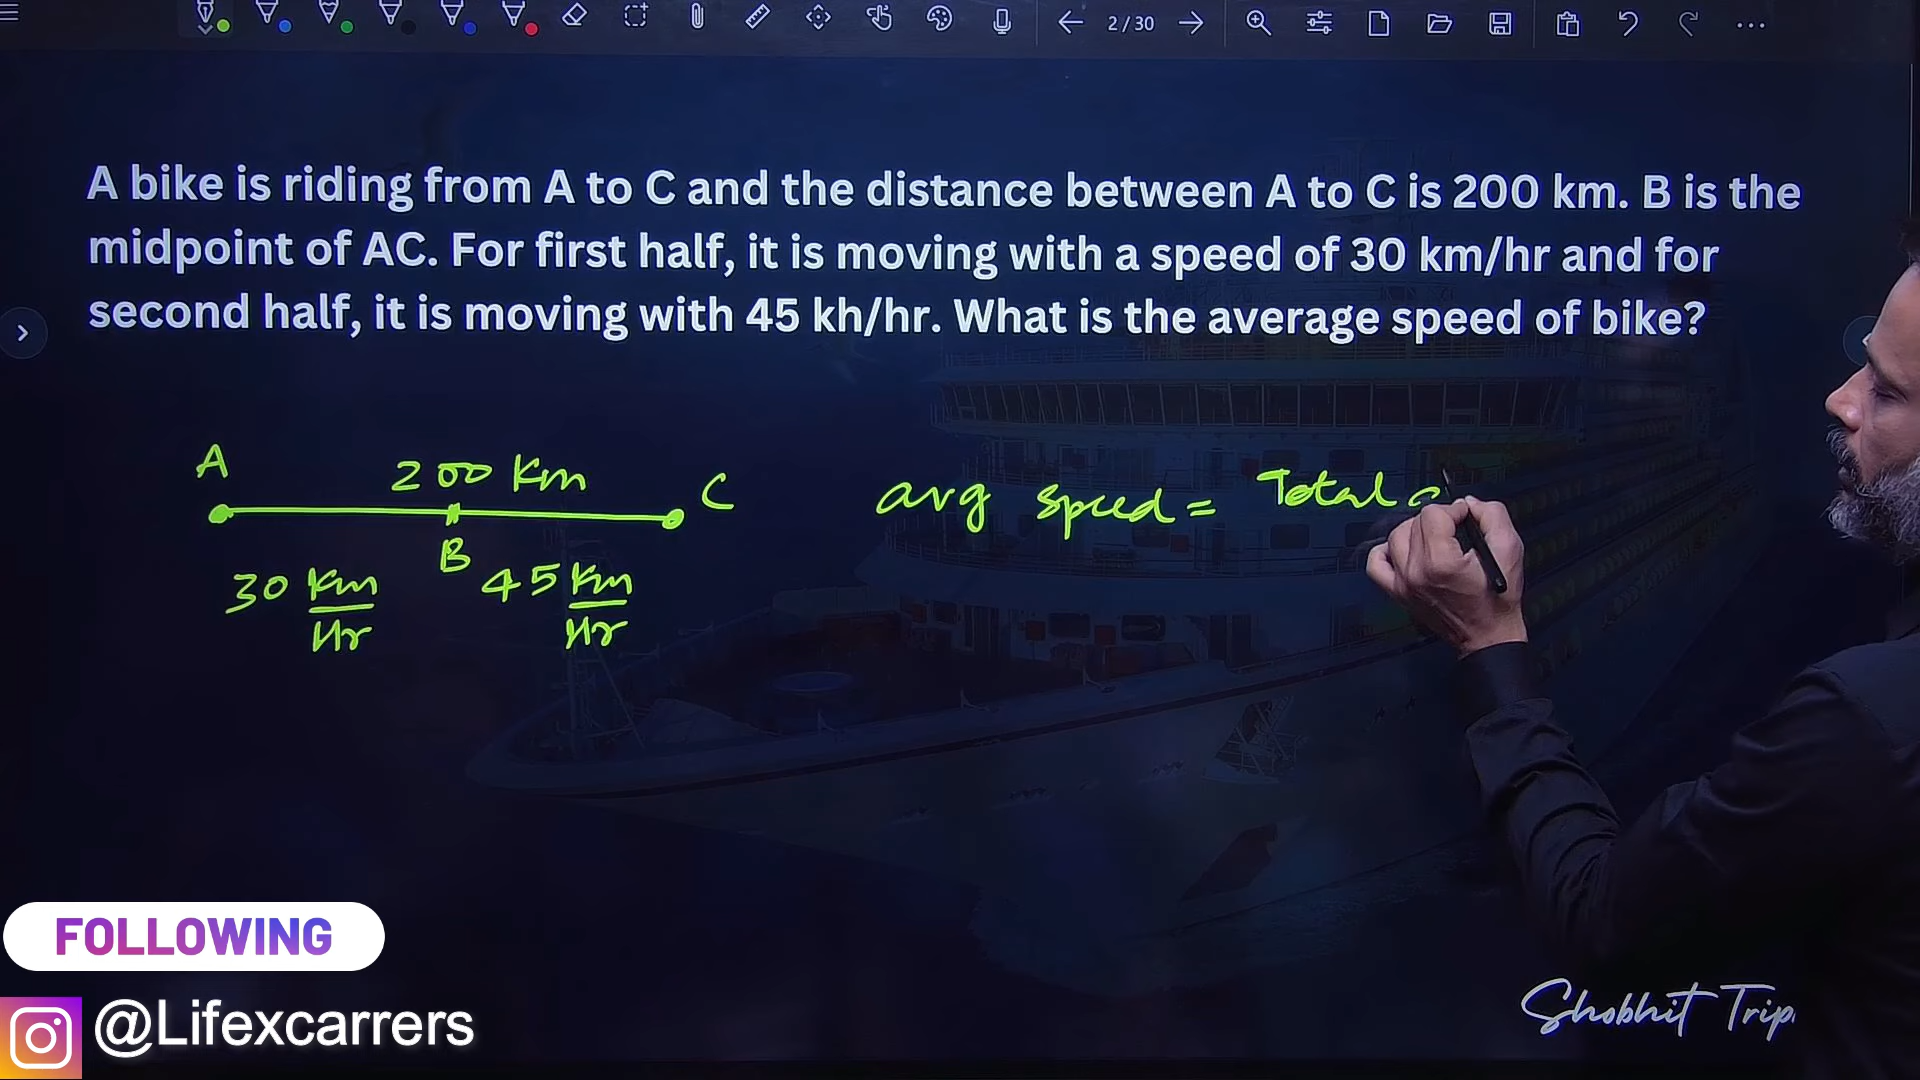 2 / 30
A bike is riding from A to C and the distance between A to C is 200 km. B is the
midpoint of AC. For first half, it is moving with a speed of 30 km/hr and for
second half, it is moving with 45 kh/hr. What is the average speed of bike?
A 200 Km C
B
30 Km/Hr 45 Km/Hr
avg speed = Total
FOLLOWING
@Lifexcarrers
Shobhit Trip